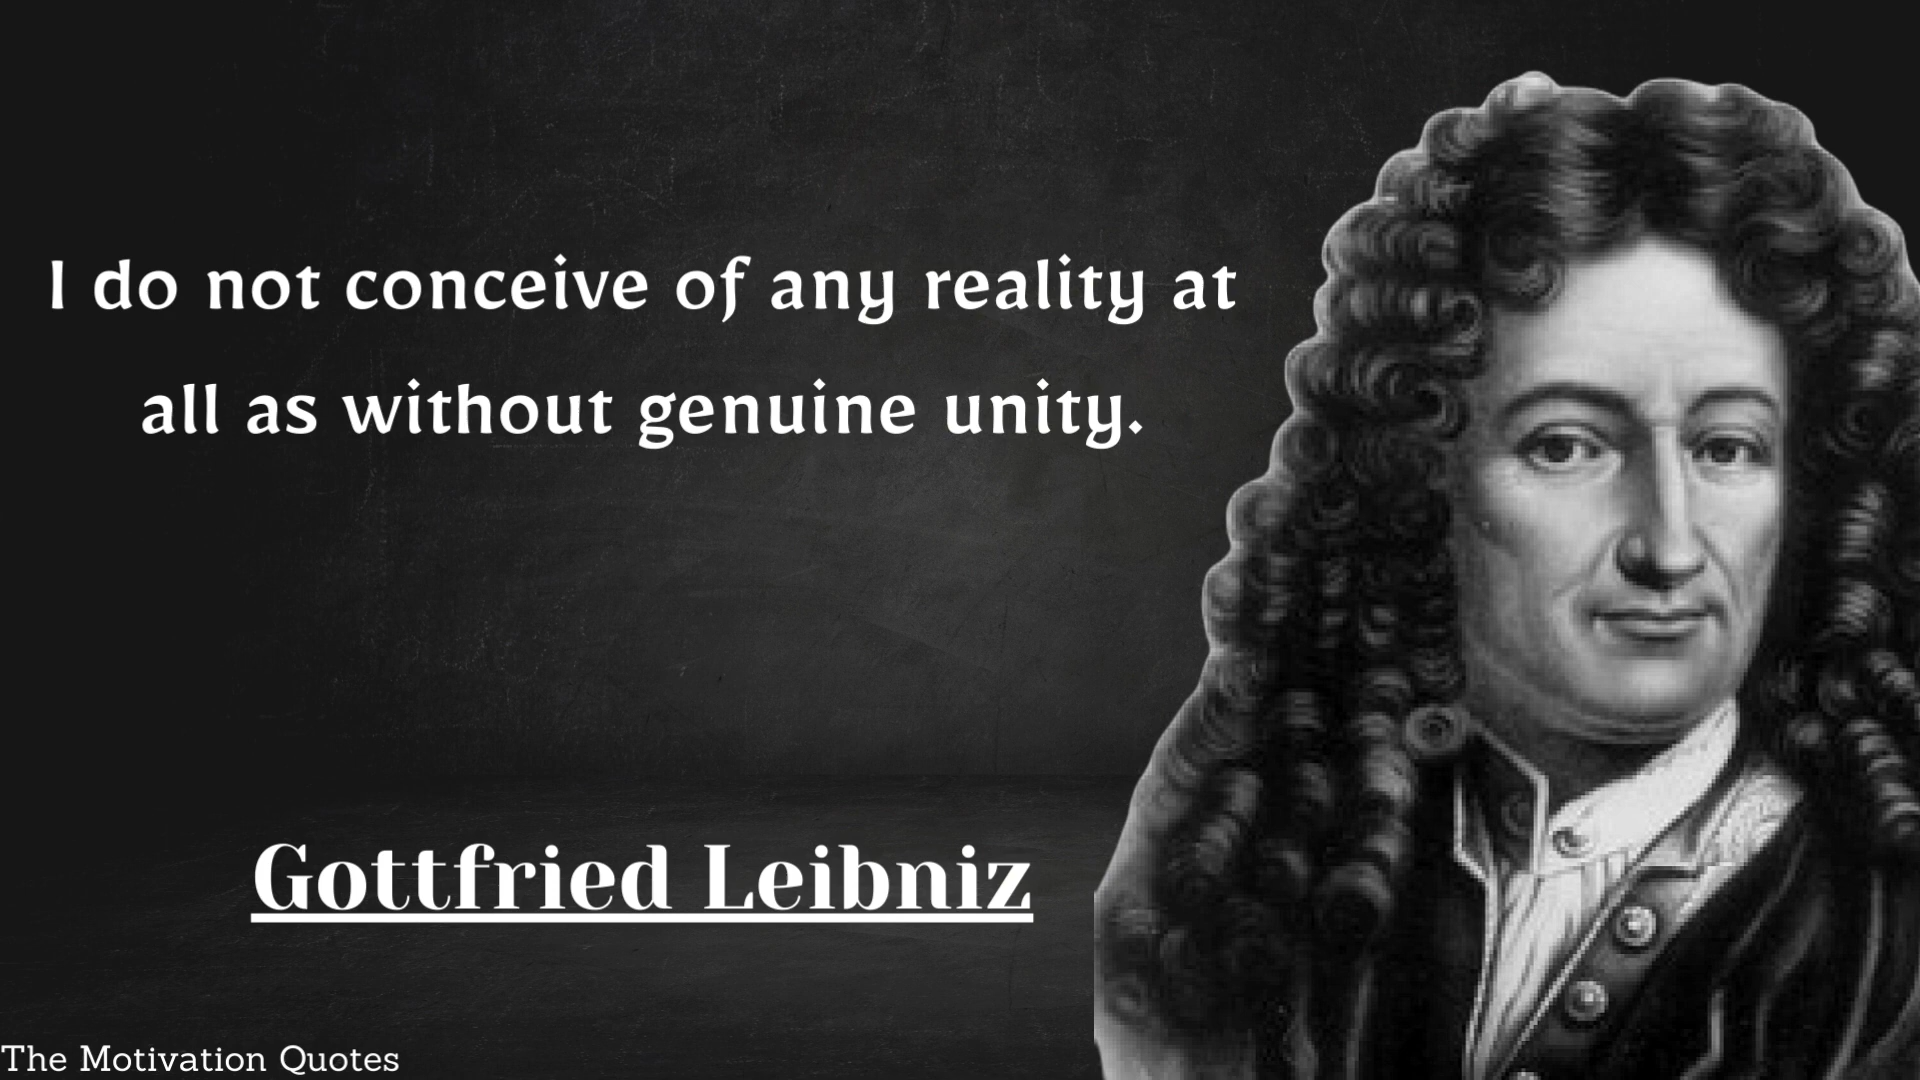 I do not conceive of any reality at
all as without genuine unity.
Gottfried Leibniz
The Motivation Quotes